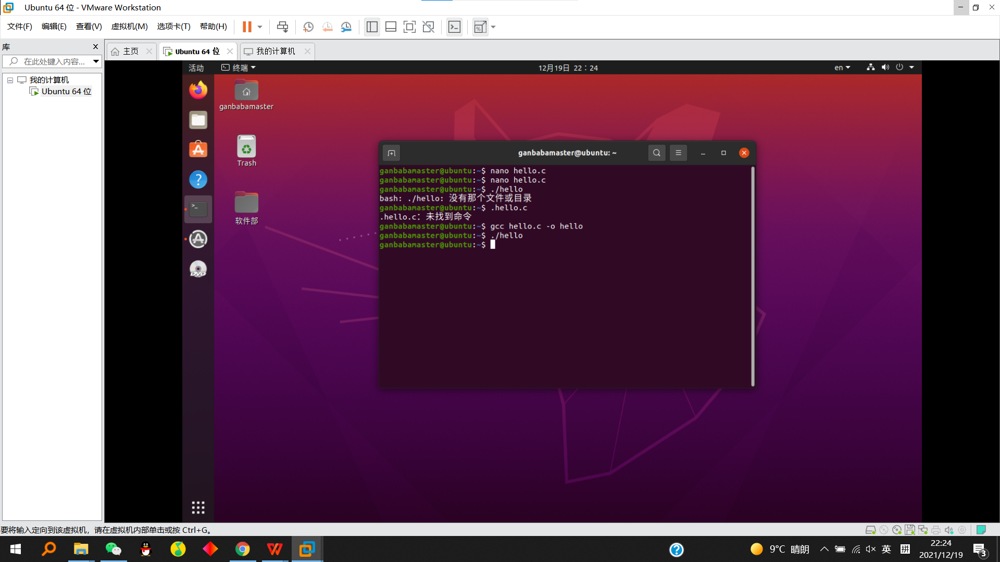 Ubuntu 64 位 - VMware Workstation
文件(F) 编辑(E) 查看(V) 虚拟机(M) 选项卡(T) 帮助(H)
库
在此处键入内容...
我的计算机
Ubuntu 64 位
主页 Ubuntu 64 位 我的计算机
活动 终端 12月19日 22：24 en
ganbabamaster
Trash
软件部
DVD
ganbabamaster@ubuntu: ~
ganbabamaster@ubuntu:~$ nano hello.c
ganbabamaster@ubuntu:~$ nano hello.c
ganbabamaster@ubuntu:~$ ./hello
bash: ./hello: 没有那个文件或目录
ganbabamaster@ubuntu:~$ .hello.c
.hello.c：未找到命令
ganbabamaster@ubuntu:~$ gcc hello.c -o hello
ganbabamaster@ubuntu:~$ ./hello
ganbabamaster@ubuntu:~$
要将输入定向到该虚拟机，请在虚拟机内部单击或按 Ctrl+G。
9°C 晴朗 英 拼 22:24
2021/12/19
3